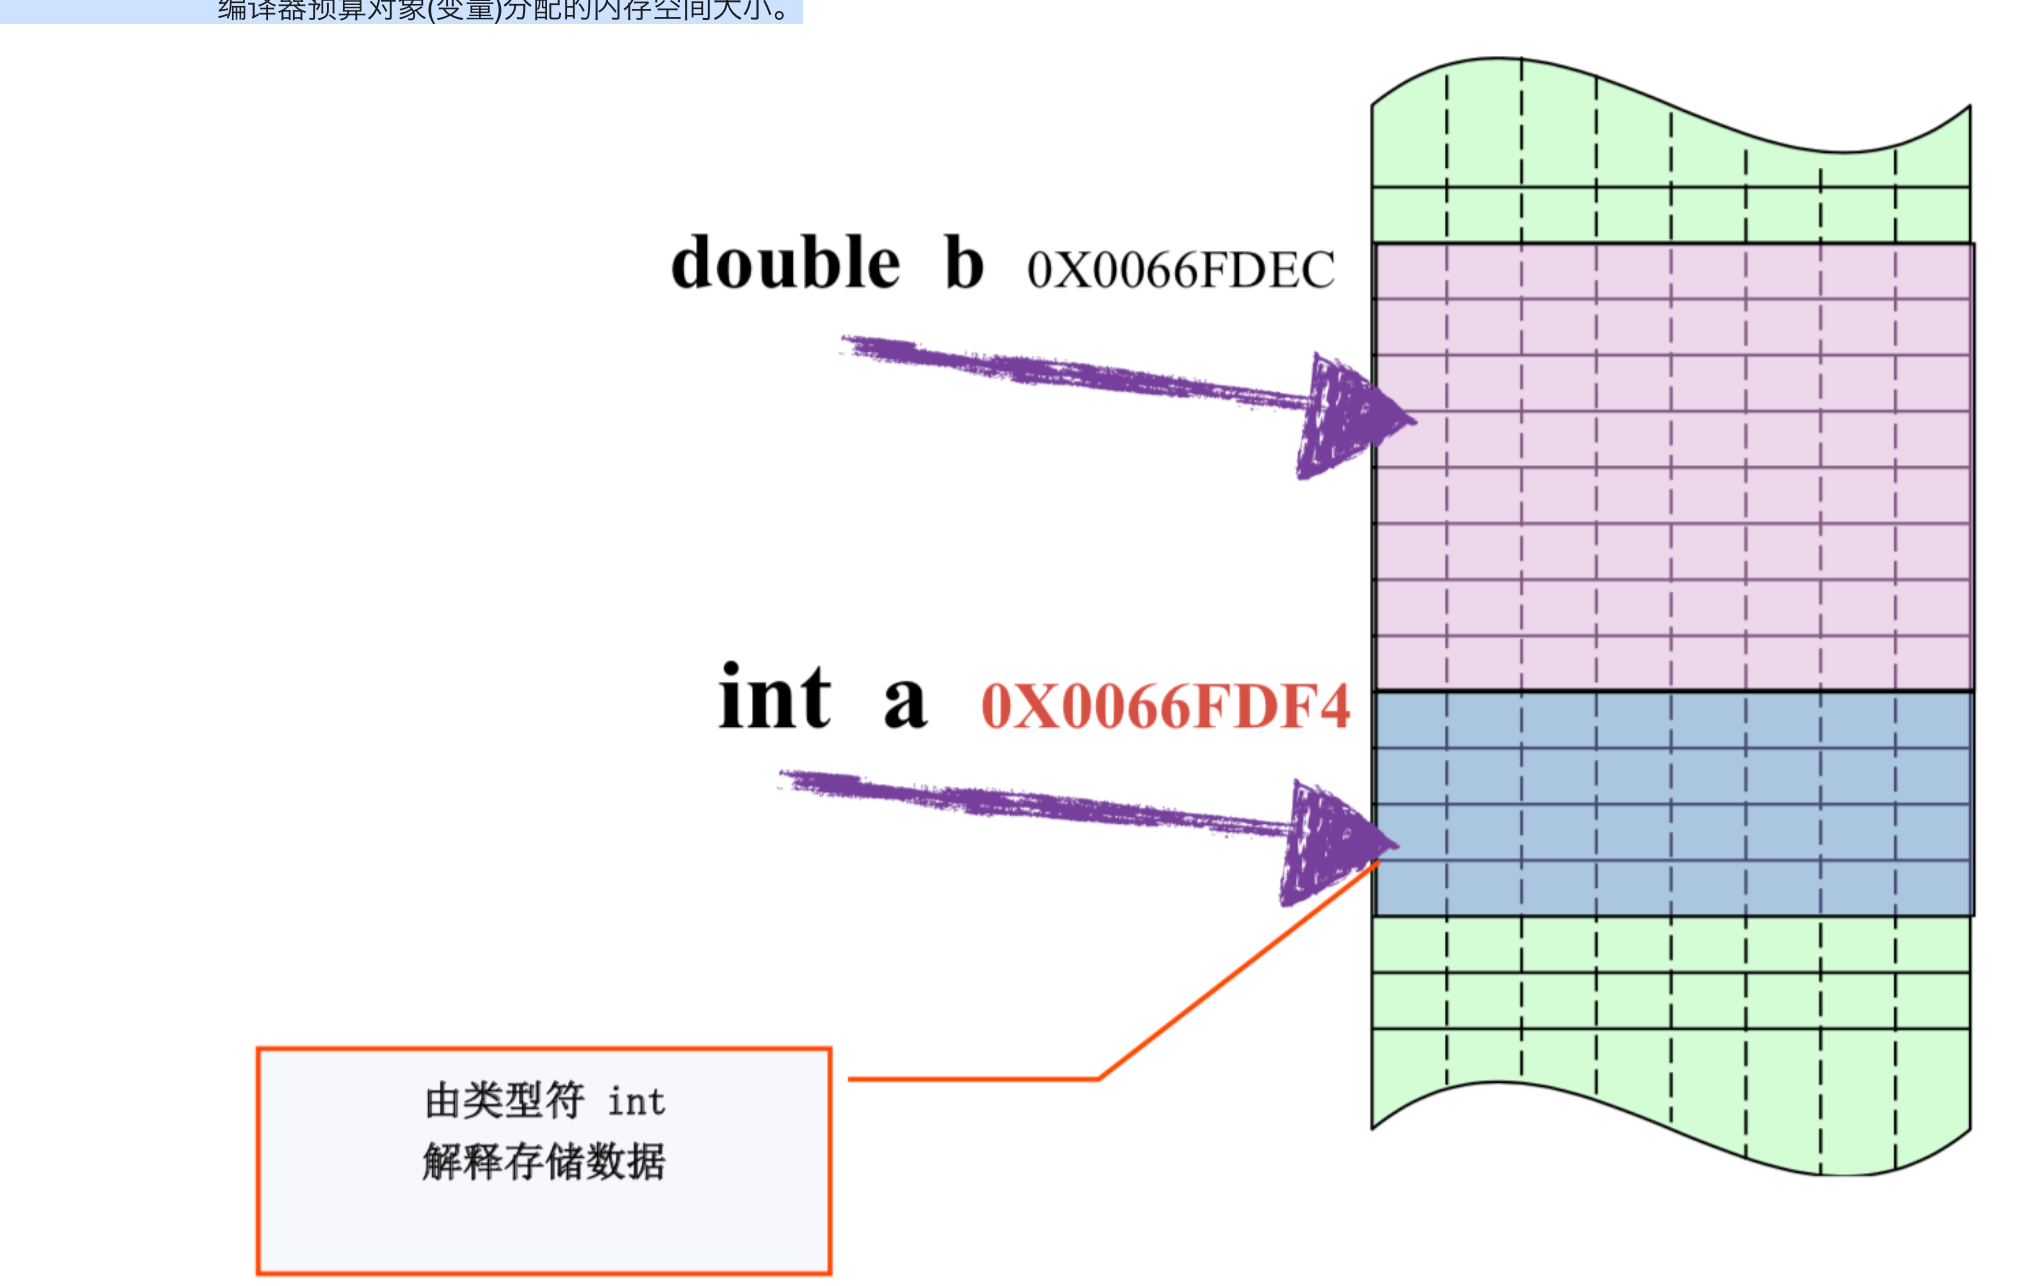 编译器预算对象(变量)分配的内存空间大小。
double b 0X0066FDEC
int a 0X0066FDF4
由类型符 int
解释存储数据